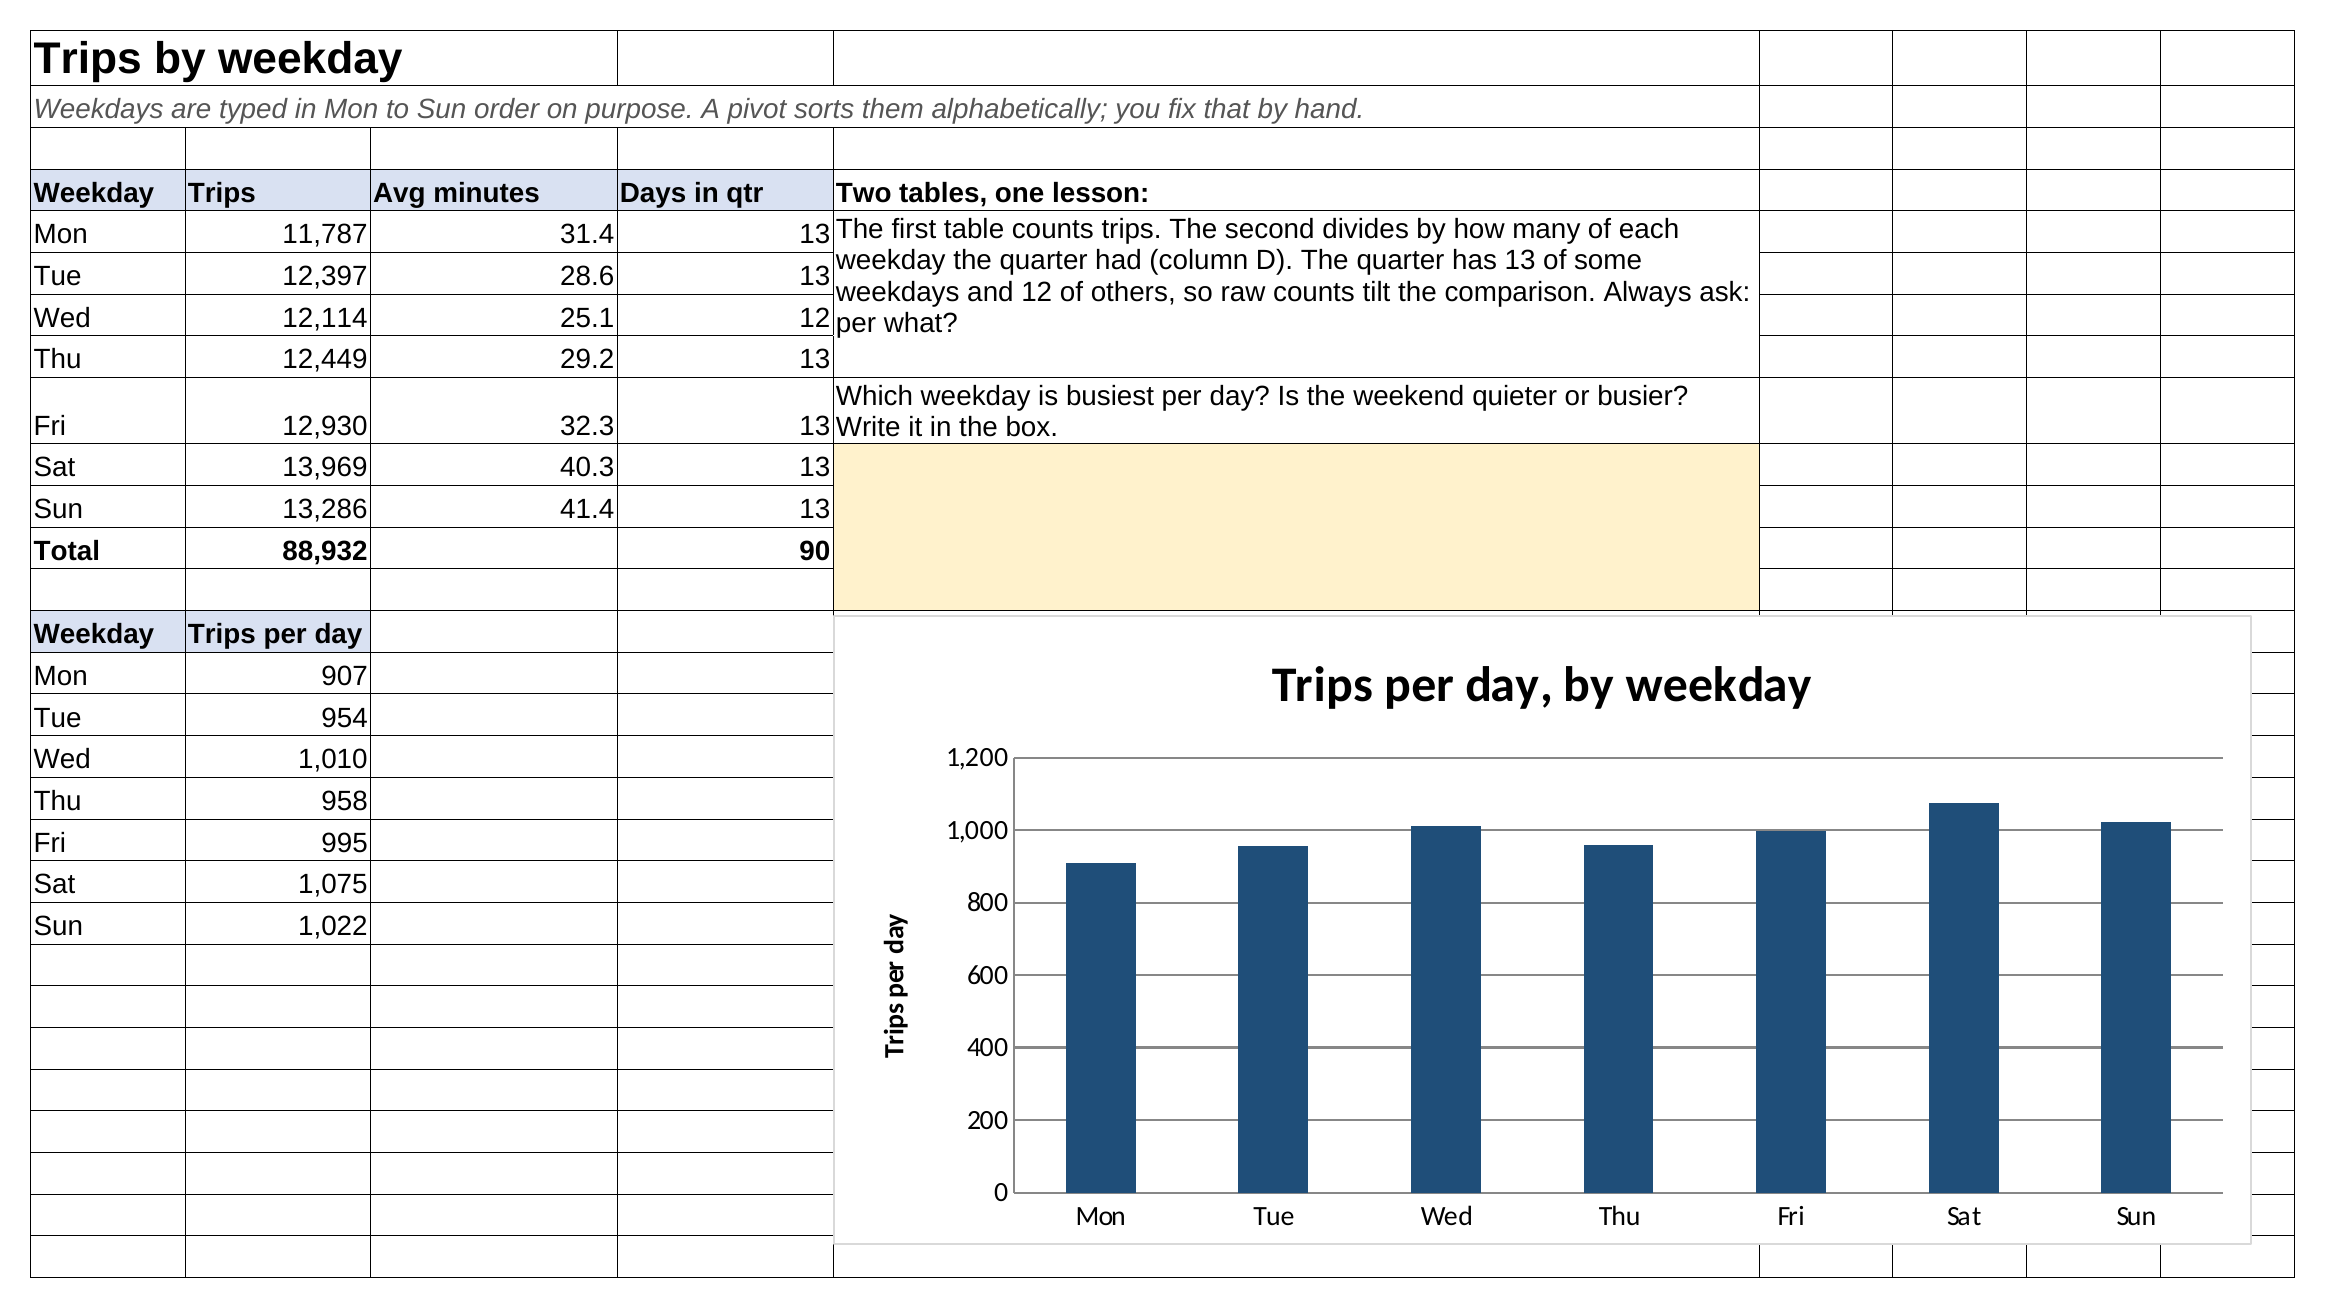 Trips by weekday
Weekdays are typed in Mon to Sun order on purpose. A pivot sorts them alphabetically; you fix that by hand.
Weekday Trips Avg minutes Days in qtr Two tables, one lesson:
Mon 11,787 31.4 13
Tue 12,397 28.6 13
Wed 12,114 25.1 12
Thu 12,449 29.2 13
The first table counts trips. The second divides by how many of each
weekday the quarter had (column D). The quarter has 13 of some
weekdays and 12 of others, so raw counts tilt the comparison. Always ask:
per what?
Fri 12,930 32.3 13
Which weekday is busiest per day? Is the weekend quieter or busier?
Write it in the box.
Sat 13,969 40.3 13
Sun 13,286 41.4 13
Total 88,932 90
Weekday Trips per day
Mon 907
Tue 954
Wed 1,010
Thu 958
Fri 995
Sat 1,075
Sun 1,022
Trips per day, by weekday
Trips per day
1,200
1,000
800
600
400
200
0
Mon Tue Wed Thu Fri Sat Sun